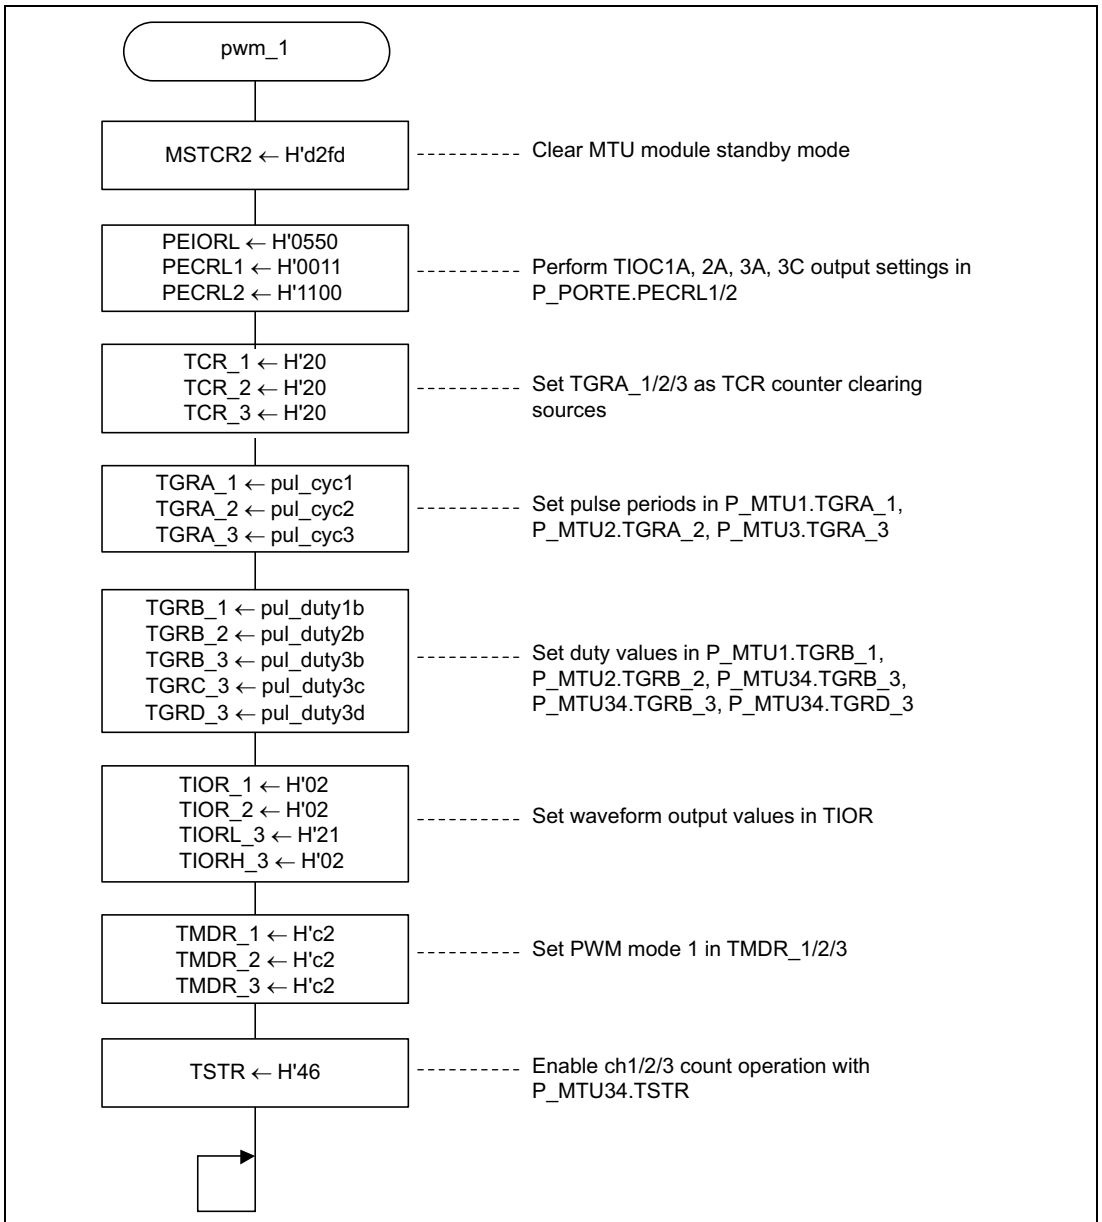 pwm_1
MSTCR2 ← H'd2fd
Clear MTU module standby mode
PEIORL ← H'0550
PECRL1 ← H'0011
PECRL2 ← H'1100
Perform TIOC1A, 2A, 3A, 3C output settings in
P_PORTE.PECRL1/2
TCR_1 ← H'20
TCR_2 ← H'20
TCR_3 ← H'20
Set TGRA_1/2/3 as TCR counter clearing
sources
TGRA_1 ← pul_cyc1
TGRA_2 ← pul_cyc2
TGRA_3 ← pul_cyc3
Set pulse periods in P_MTU1.TGRA_1,
P_MTU2.TGRA_2, P_MTU3.TGRA_3
TGRB_1 ← pul_duty1b
TGRB_2 ← pul_duty2b
TGRB_3 ← pul_duty3b
TGRC_3 ← pul_duty3c
TGRD_3 ← pul_duty3d
Set duty values in P_MTU1.TGRB_1,
P_MTU2.TGRB_2, P_MTU34.TGRB_3,
P_MTU34.TGRB_3, P_MTU34.TGRD_3
TIOR_1 ← H'02
TIOR_2 ← H'02
TIORL_3 ← H'21
TIORH_3 ← H'02
Set waveform output values in TIOR
TMDR_1 ← H'c2
TMDR_2 ← H'c2
TMDR_3 ← H'c2
Set PWM mode 1 in TMDR_1/2/3
TSTR ← H'46
Enable ch1/2/3 count operation with
P_MTU34.TSTR